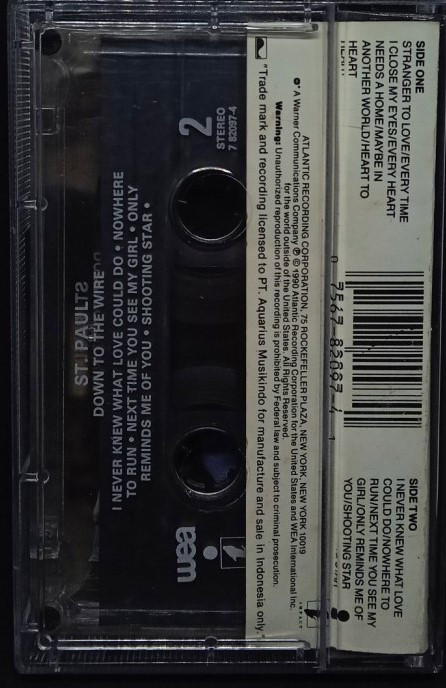 SIDE ONE
STRANGER TO LOVE/EVERY TIME
I CLOSE MY EYES/EVERY HEART
NEEDS A HOME/MAYBE IN
ANOTHER WORLD/HEART TO
HEART
0 7567-82097-4 1
SIDE TWO
I NEVER KNEW WHAT LOVE
COULD DO/NOWHERE TO
RUN/NEXT TIME YOU SEE MY
GIRL/ONLY REMINDS ME OF
YOU/SHOOTING STAR
ATLANTIC RECORDING CORPORATION, 75 ROCKEFELLER PLAZA, NEW YORK, NEW YORK 10019
A Warner Communications Company ℗ © 1990 Atlantic Recording Corporation for the United States and WEA International Inc.
for the world outside of the United States. All Rights Reserved.
Warning: Unauthorized reproduction of this recording is prohibited by Federal law and subject to criminal prosecution.
"Trade mark and recording licensed to PT. Aquarius Musikindo for manufacture and sale in Indonesia only."
IMPACT
2
STEREO
7 82097-4
wea
ST. PAUL
DOWN TO THE WIRE
I NEVER KNEW WHAT LOVE COULD DO • NOWHERE
TO RUN • NEXT TIME YOU SEE MY GIRL • ONLY
REMINDS ME OF YOU • SHOOTING STAR •